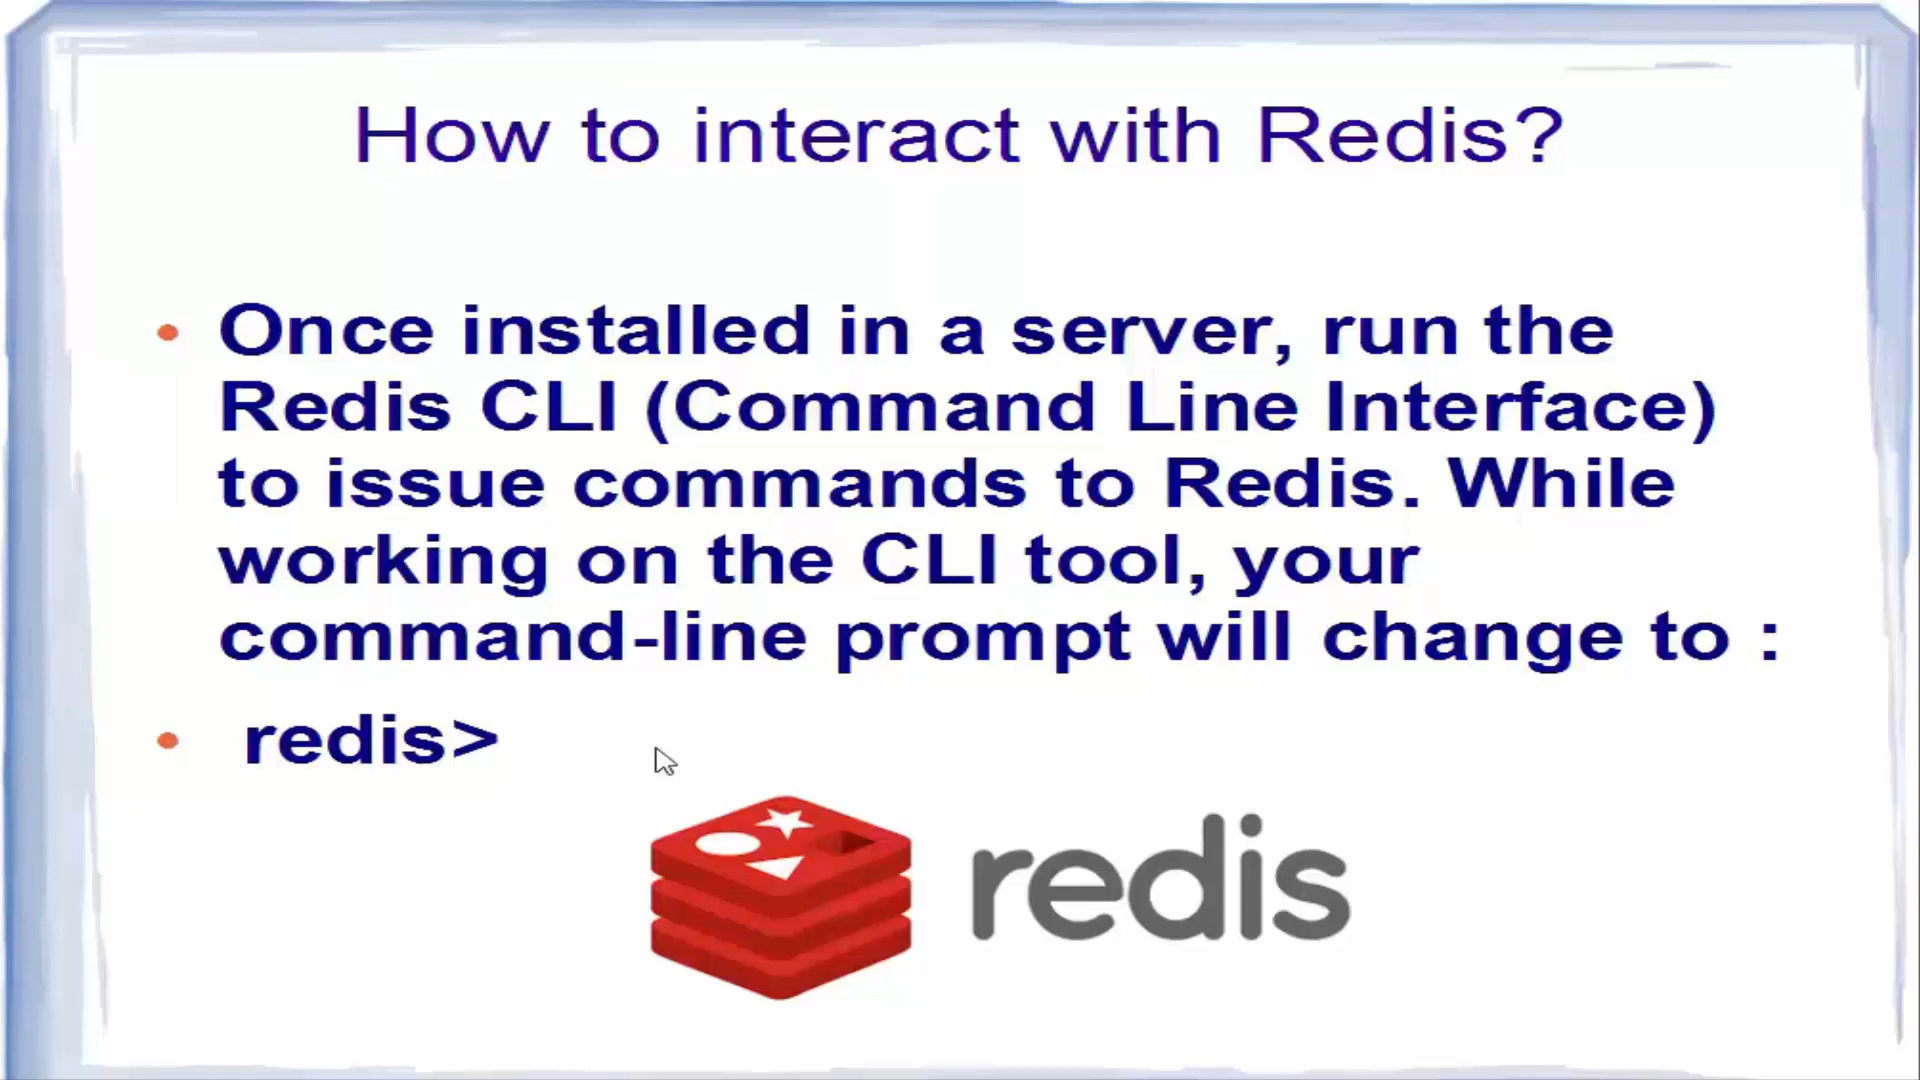 How to interact with Redis?
• Once installed in a server, run the
Redis CLI (Command Line Interface)
to issue commands to Redis. While
working on the CLI tool, your
command-line prompt will change to :
• redis>
redis